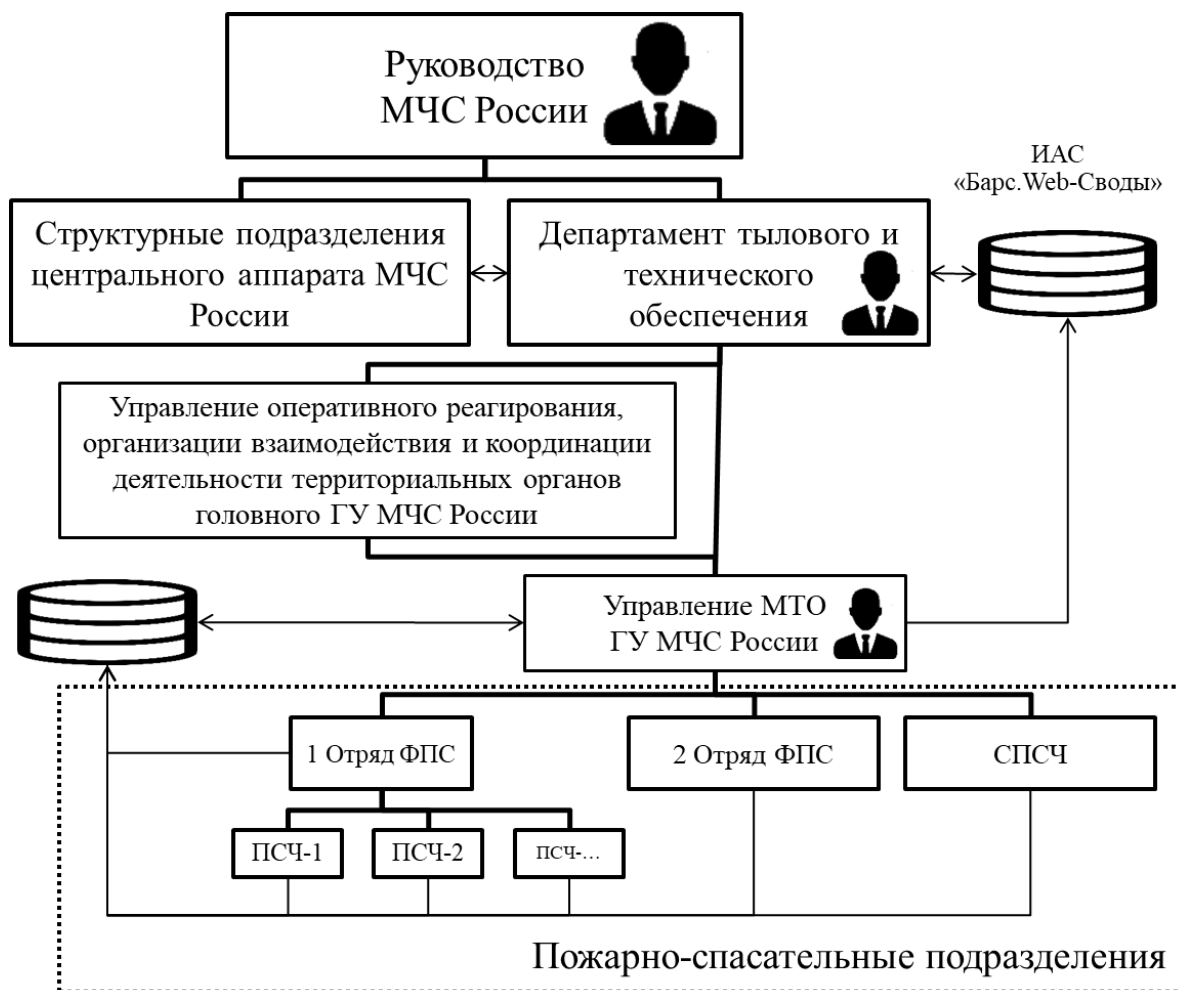 Руководство
МЧС России
ИАС
«Барс.Web-Своды»
Структурные подразделения
центрального аппарата МЧС
России
Департамент тылового и
технического
обеспечения
Управление оперативного реагирования,
организации взаимодействия и координации
деятельности территориальных органов
головного ГУ МЧС России
Управление МТО
ГУ МЧС России
1 Отряд ФПС
2 Отряд ФПС
СПСЧ
ПСЧ-1
ПСЧ-2
ПСЧ-…
Пожарно-спасательные подразделения